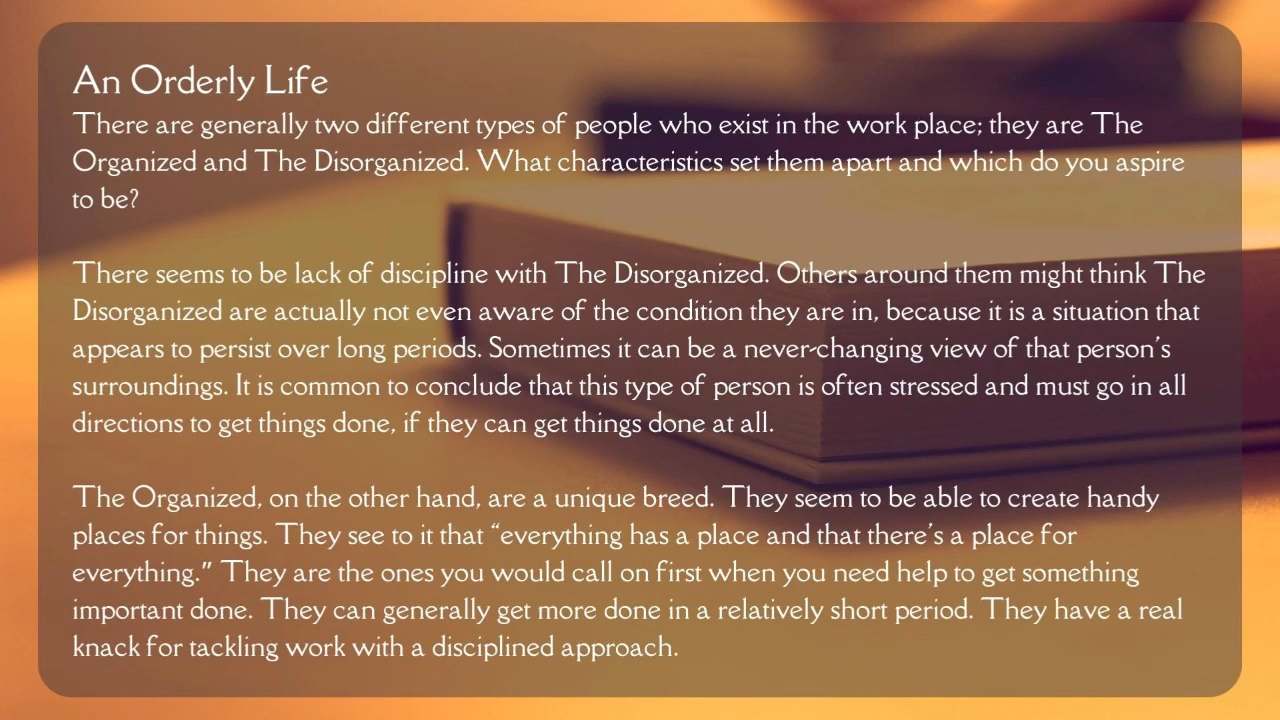 An Orderly Life
There are generally two different types of people who exist in the work place; they are The
Organized and The Disorganized. What characteristics set them apart and which do you aspire
to be?
There seems to be lack of discipline with The Disorganized. Others around them might think The
Disorganized are actually not even aware of the condition they are in, because it is a situation that
appears to persist over long periods. Sometimes it can be a never-changing view of that person's
surroundings. It is common to conclude that this type of person is often stressed and must go in all
directions to get things done, if they can get things done at all.
The Organized, on the other hand, are a unique breed. They seem to be able to create handy
places for things. They see to it that “everything has a place and that there's a place for
everything.” They are the ones you would call on first when you need help to get something
important done. They can generally get more done in a relatively short period. They have a real
knack for tackling work with a disciplined approach.